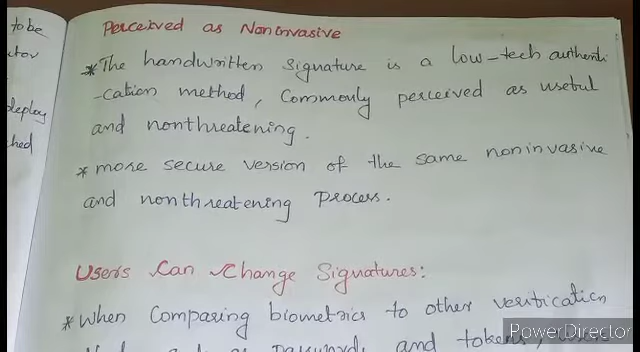 to be
deploy
Perceived as Noninvasive
* The handwritten signature is a low-tech authenti
-cation method, Commonly perceived as useful
and nonthreatening.
* more secure version of the same noninvasive
and nonthreatening process.
Users Can Change Signatures:
* When Comparing biometrics to other verification
and tokens,
PowerDirector